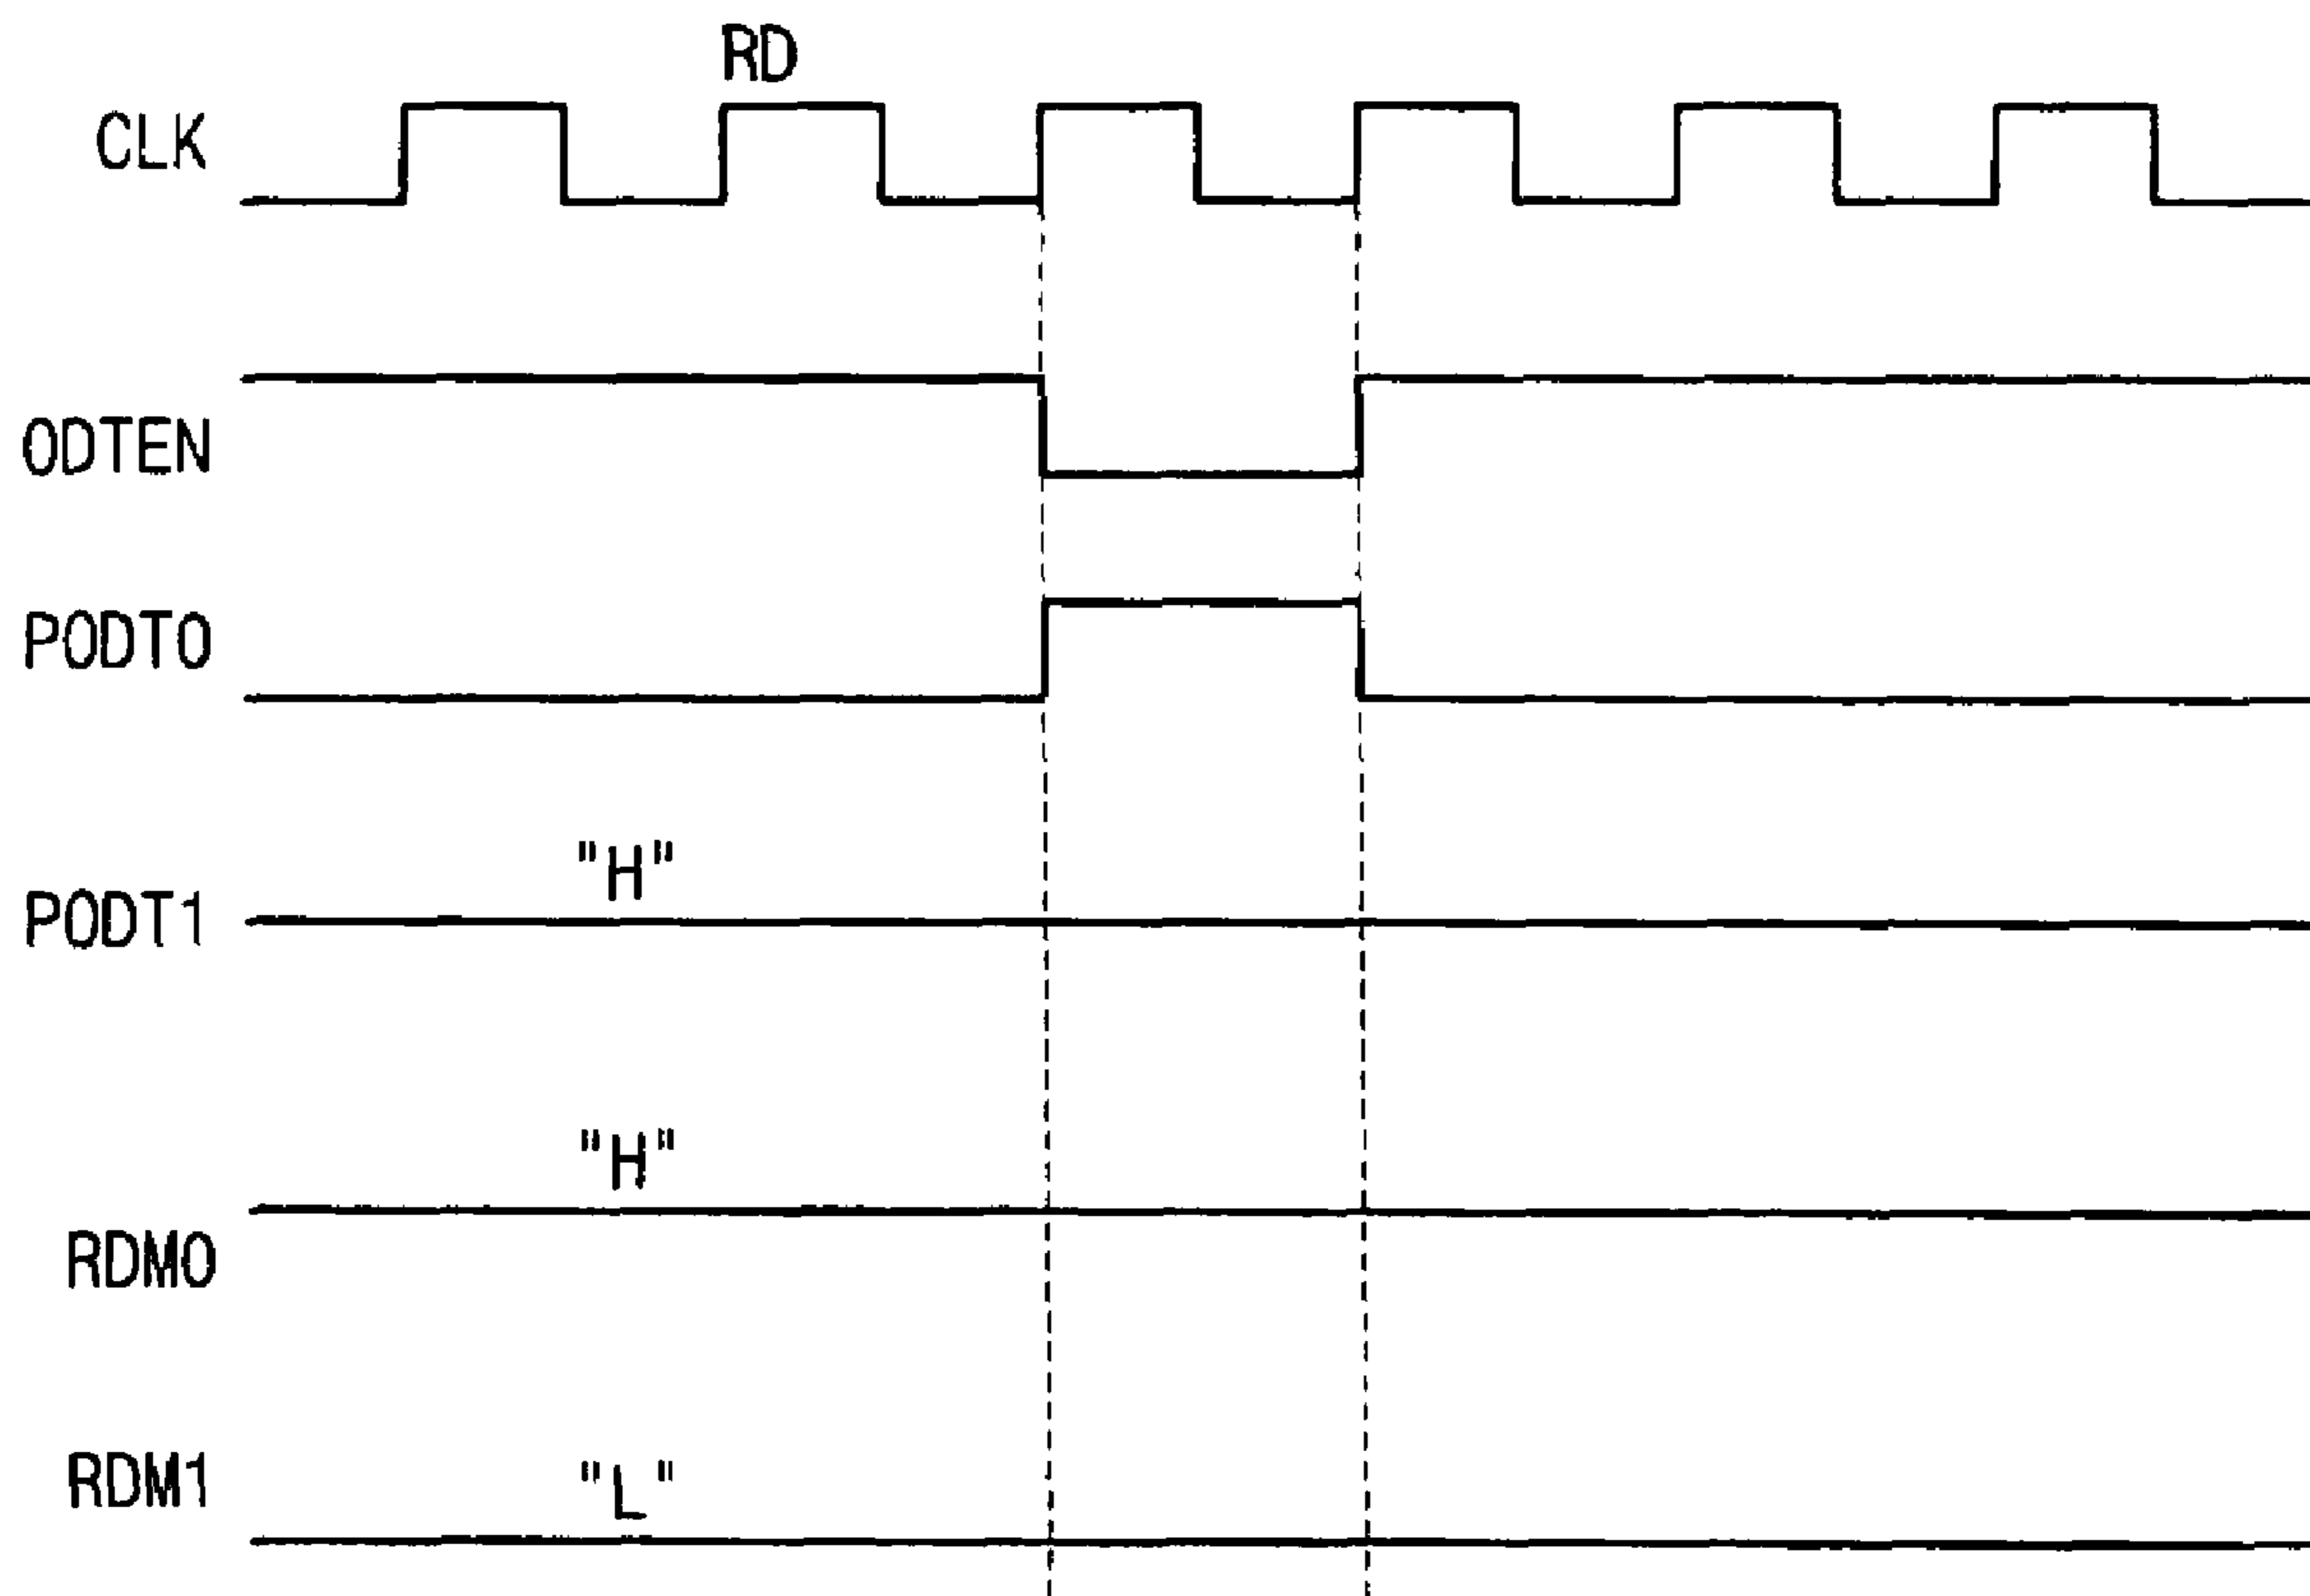 RD
CLK
ODTEN
PODT0
"H"
PODT1
"H"
RDM0
RDM1 "L"